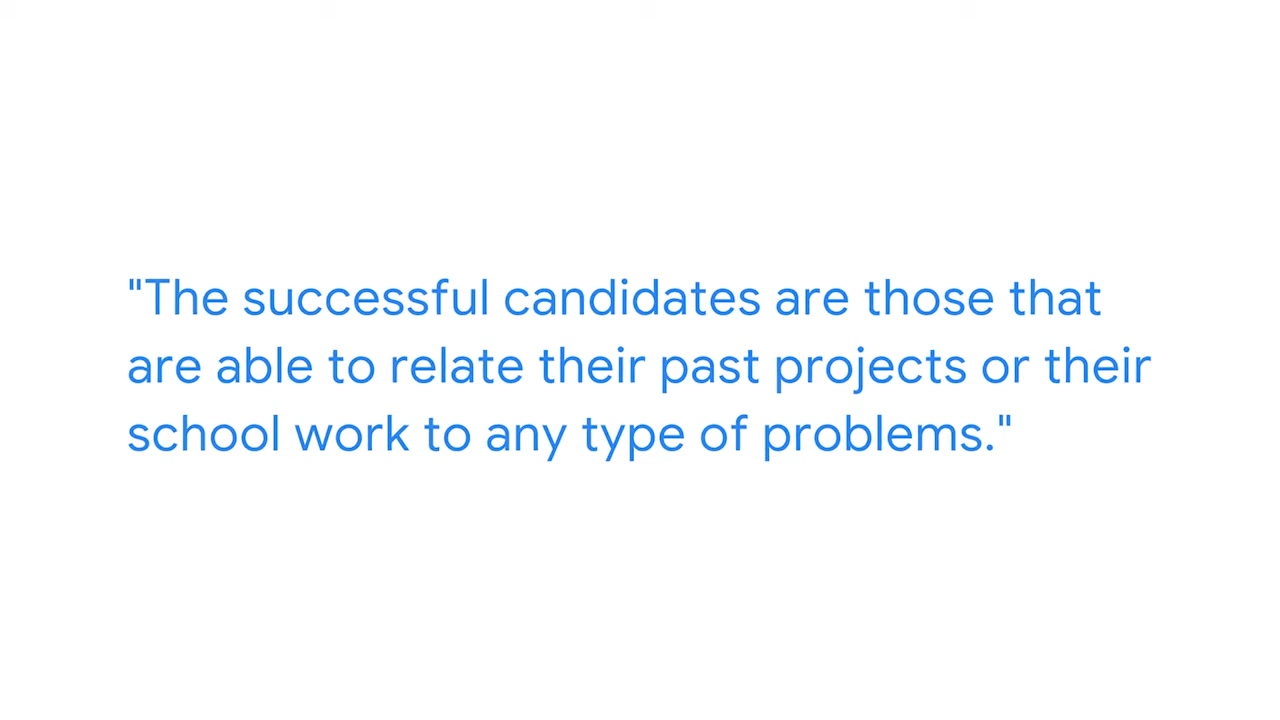 "The successful candidates are those that
are able to relate their past projects or their
school work to any type of problems."